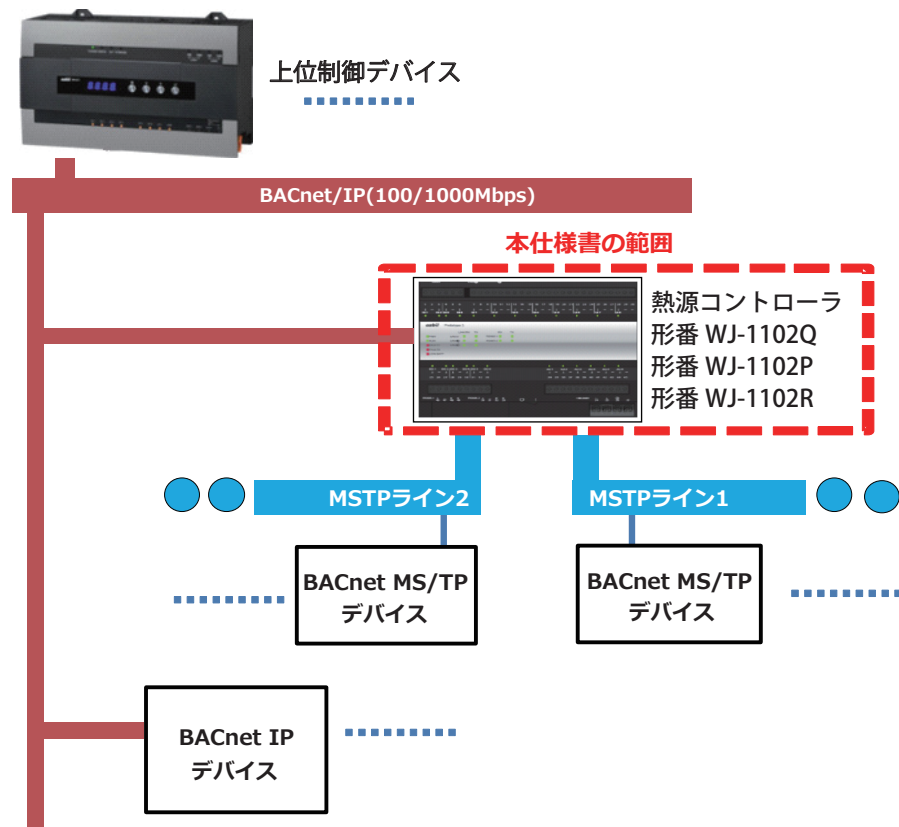 上位制御デバイス
BACnet/IP(100/1000Mbps)
本仕様書の範囲
熱源コントローラ
形番 WJ-1102Q
形番 WJ-1102P
形番 WJ-1102R
MSTPライン2
MSTPライン1
BACnet MS/TP
デバイス
BACnet MS/TP
デバイス
BACnet IP
デバイス